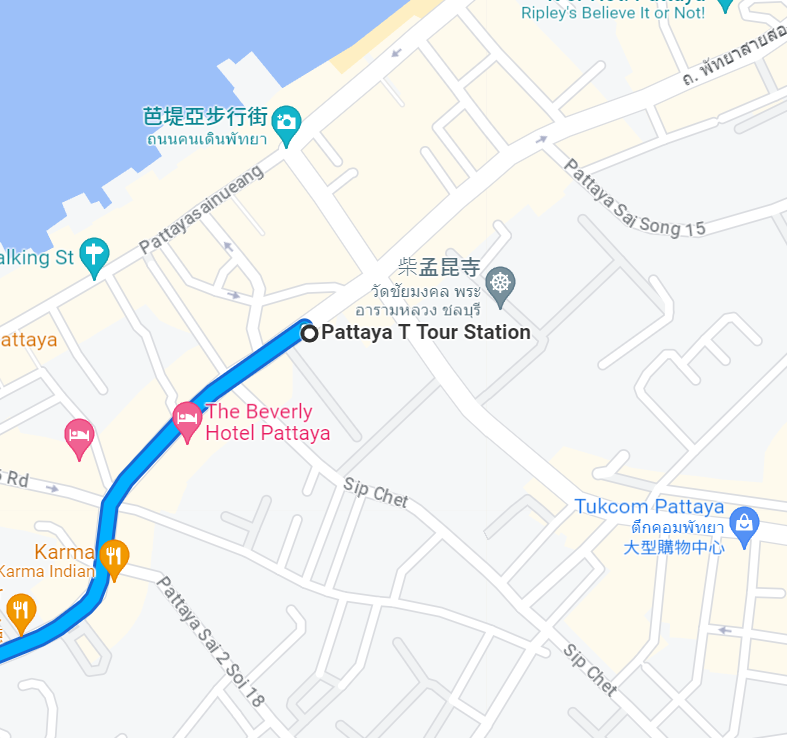 Ripley's Believe It or Not!
ถ. พัทยาสายสอ
芭堤亞步行街
ถนนคนเดินพัทยา
Pattayasainueang
Pattaya Sai Song 15
alking St
柴孟昆寺
วัดชัยมงคล พระ
อารามหลวง ชลบุรี
Pattaya T Tour Station
attaya
The Beverly
Hotel Pattaya
Rd
Sip Chet
Tukcom Pattaya
ตึกคอมพัทยา
大型購物中心
Karma
Karma Indian
Pattaya Sai 2 Soi 18
Sip Chet